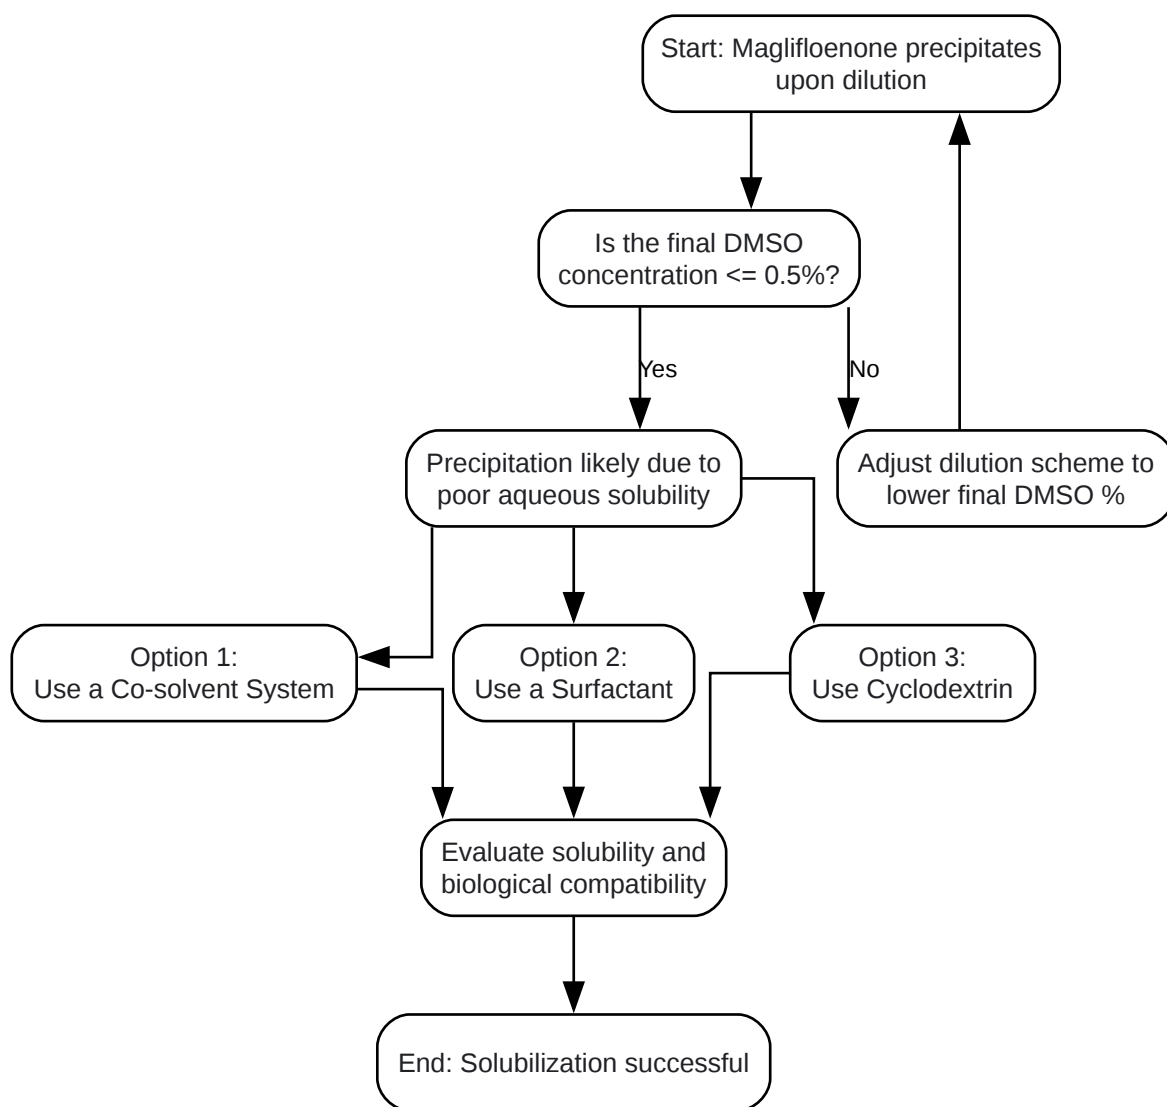 Start: Maglifloenone precipitates
upon dilution
Is the final DMSO
concentration <= 0.5%?
Yes
No
Precipitation likely due to
poor aqueous solubility
Adjust dilution scheme to
lower final DMSO %
Option 1:
Use a Co-solvent System
Option 2:
Use a Surfactant
Option 3:
Use Cyclodextrin
Evaluate solubility and
biological compatibility
End: Solubilization successful